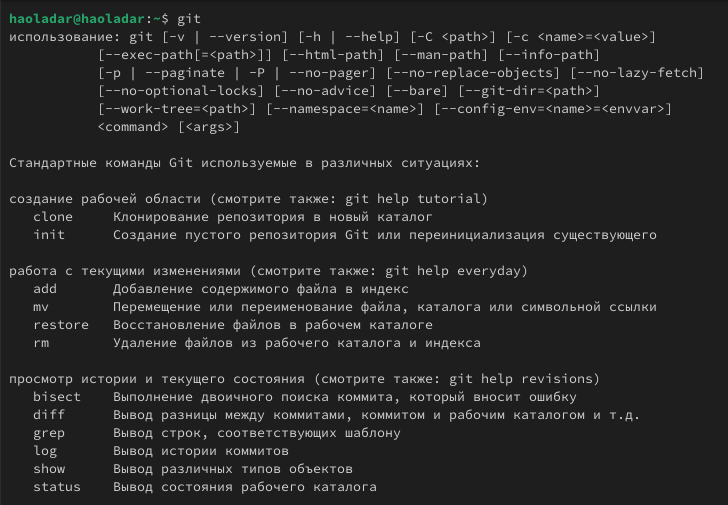 haoladar@haoladar:~$ git
использование: git [-v | --version] [-h | --help] [-C <path>] [-c <name>=<value>]
[--exec-path[=<path>]] [--html-path] [--man-path] [--info-path]
[-p | --paginate | -P | --no-pager] [--no-replace-objects] [--no-lazy-fetch]
[--no-optional-locks] [--no-advice] [--bare] [--git-dir=<path>]
[--work-tree=<path>] [--namespace=<name>] [--config-env=<name>=<envvar>]
<command> [<args>]
Стандартные команды Git используемые в различных ситуациях:
создание рабочей области (смотрите также: git help tutorial)
clone Клонирование репозитория в новый каталог
init Создание пустого репозитория Git или переинициализация существующего
работа с текущими изменениями (смотрите также: git help everyday)
add Добавление содержимого файла в индекс
mv Перемещение или переименование файла, каталога или символьной ссылки
restore Восстановление файлов в рабочем каталоге
rm Удаление файлов из рабочего каталога и индекса
просмотр истории и текущего состояния (смотрите также: git help revisions)
bisect Выполнение двоичного поиска коммита, который вносит ошибку
diff Вывод разницы между коммитами, коммитом и рабочим каталогом и т.д.
grep Вывод строк, соответствующих шаблону
log Вывод истории коммитов
show Вывод различных типов объектов
status Вывод состояния рабочего каталога